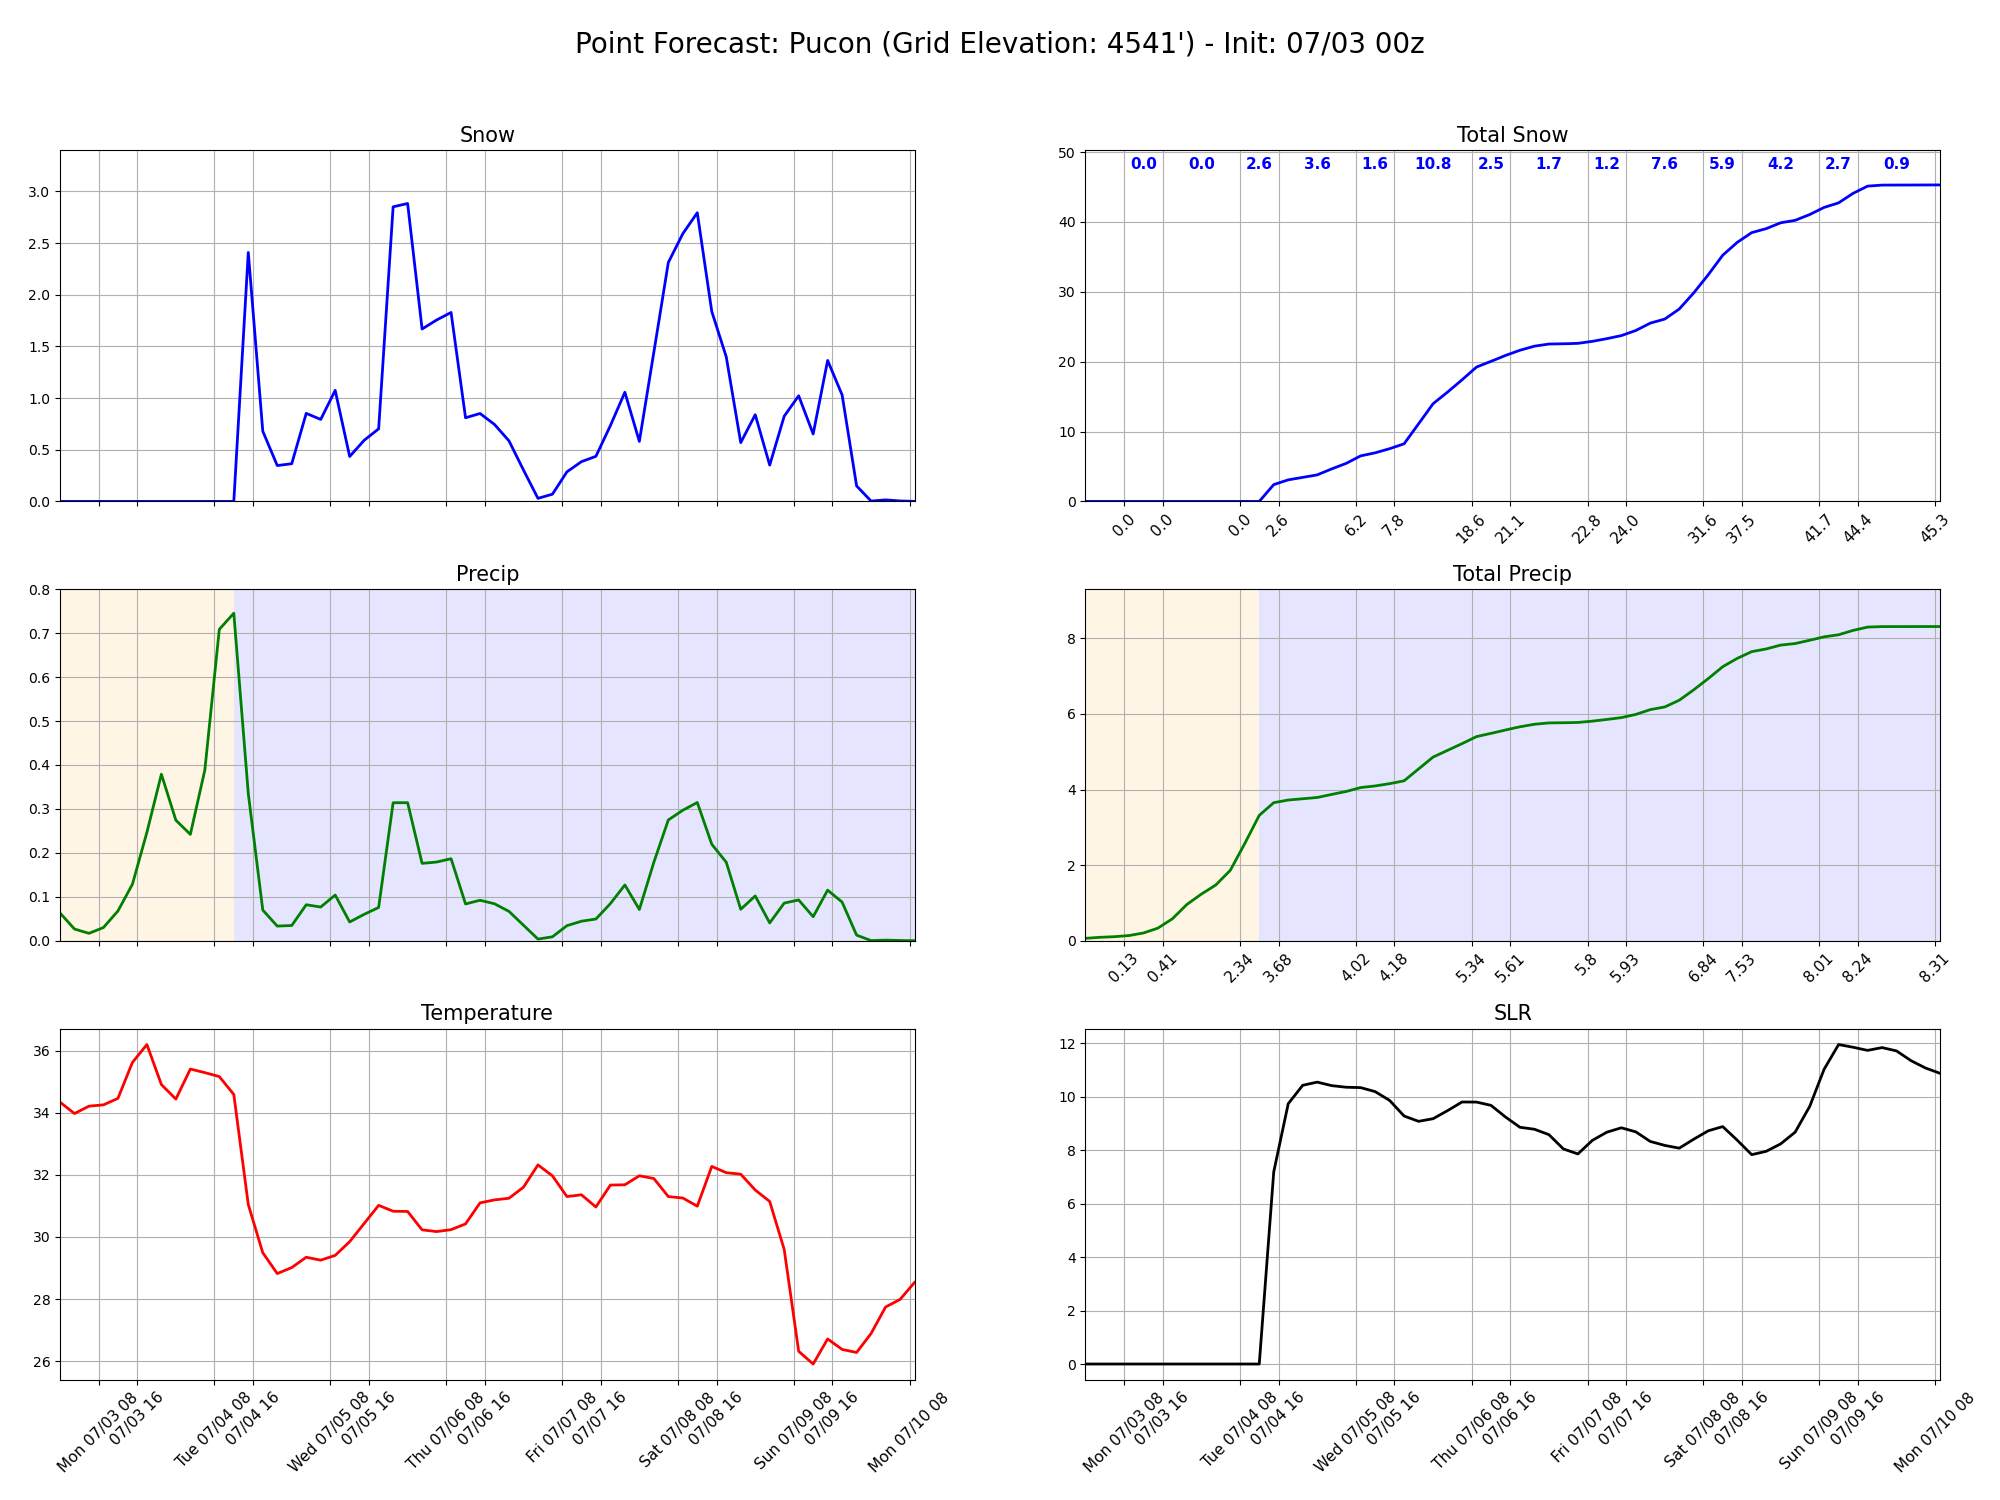 Point Forecast: Pucon (Grid Elevation: 4541') - Init: 07/03 00z
Snow
3.0
2.5
2.0
1.5
1.0
0.5
0.0
Total Snow
50
40
30
20
10
0
0.0 0.0 2.6 3.6 1.6 10.8 2.5 1.7 1.2 7.6 5.9 4.2 2.7 0.9
0.0 0.0 0.0 2.6 6.2 7.8 18.6 21.1 22.8 24.0 31.6 37.5 41.7 44.4 45.3
Precip
0.8
0.7
0.6
0.5
0.4
0.3
0.2
0.1
0.0
Total Precip
8
6
4
2
0
0.13 0.41 2.34 3.68 4.02 4.18 5.34 5.61 5.8 5.93 6.84 7.53 8.01 8.24 8.31
Temperature
36
34
32
30
28
26
Mon 07/03 08
07/03 16
Tue 07/04 08
07/04 16
Wed 07/05 08
07/05 16
Thu 07/06 08
07/06 16
Fri 07/07 08
07/07 16
Sat 07/08 08
07/08 16
Sun 07/09 08
07/09 16
Mon 07/10 08
SLR
12
10
8
6
4
2
0
Mon 07/03 08
07/03 16
Tue 07/04 08
07/04 16
Wed 07/05 08
07/05 16
Thu 07/06 08
07/06 16
Fri 07/07 08
07/07 16
Sat 07/08 08
07/08 16
Sun 07/09 08
07/09 16
Mon 07/10 08